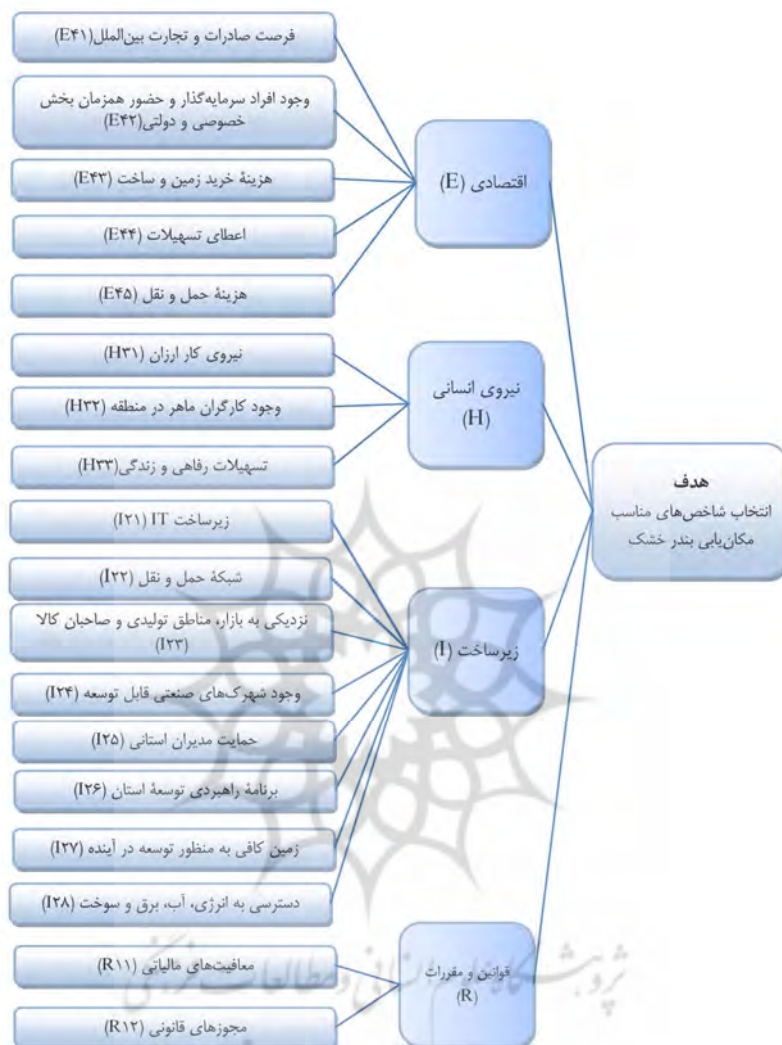 هدف
انتخاب شاخص‌های مناسب
مکان‌یابی بندر خشک
اقتصادی (E)
فرصت صادرات و تجارت بین‌الملل(E۴۱)
وجود افراد سرمایه‌گذار و حضور همزمان بخش
خصوصی و دولتی(E۴۲)
هزینهٔ خرید زمین و ساخت (E۴۳)
اعطای تسهیلات (E۴۴)
هزینهٔ حمل و نقل (E۴۵)
نیروی انسانی
(H)
نیروی کار ارزان (H۳۱)
وجود کارگران ماهر در منطقه (H۳۲)
تسهیلات رفاهی و زندگی(H۳۳)
زیرساخت (I)
زیرساخت IT (I۲۱)
شبکهٔ حمل و نقل (I۲۲)
نزدیکی به بازار، مناطق تولیدی و صاحبان کالا
(I۲۳)
وجود شهرک‌های صنعتی قابل توسعه (I۲۴)
حمایت مدیران استانی (I۲۵)
برنامهٔ راهبردی توسعهٔ استان (I۲۶)
زمین کافی به منظور توسعه در آینده (I۲۷)
دسترسی به انرژی، آب، برق و سوخت (I۲۸)
قوانین و مقررات
(R)
معافیت‌های مالیاتی (R۱۱)
مجوزهای قانونی (R۱۲)
پژوهشگاه علوم انسانی و مطالعات فرهنگی